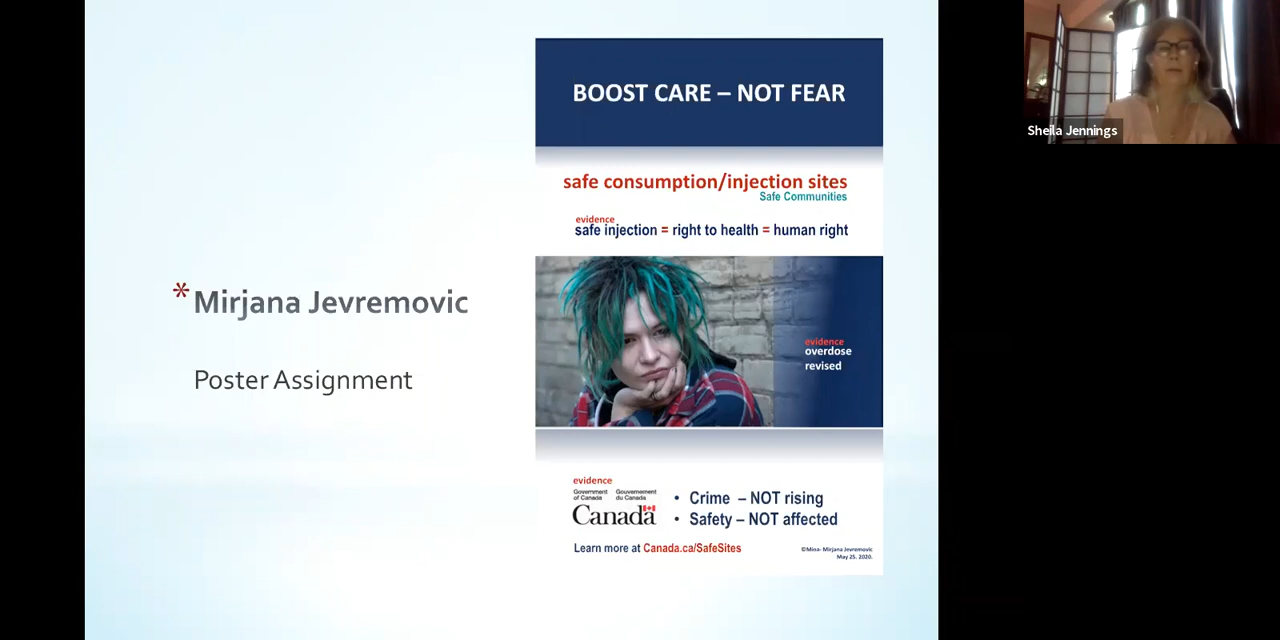 BOOST CARE – NOT FEAR
safe consumption/injection sites
Safe Communities
evidence
safe injection = right to health = human right
* Mirjana Jevremovic
Poster Assignment
evidence
overdose
revised
evidence
Government of Canada
Gouvernement du Canada
Canada
• Crime – NOT rising
• Safety – NOT affected
Learn more at Canada.ca/SafeSites
©Mina- Mirjana Jevremovic
May 25. 2020.
Sheila Jennings